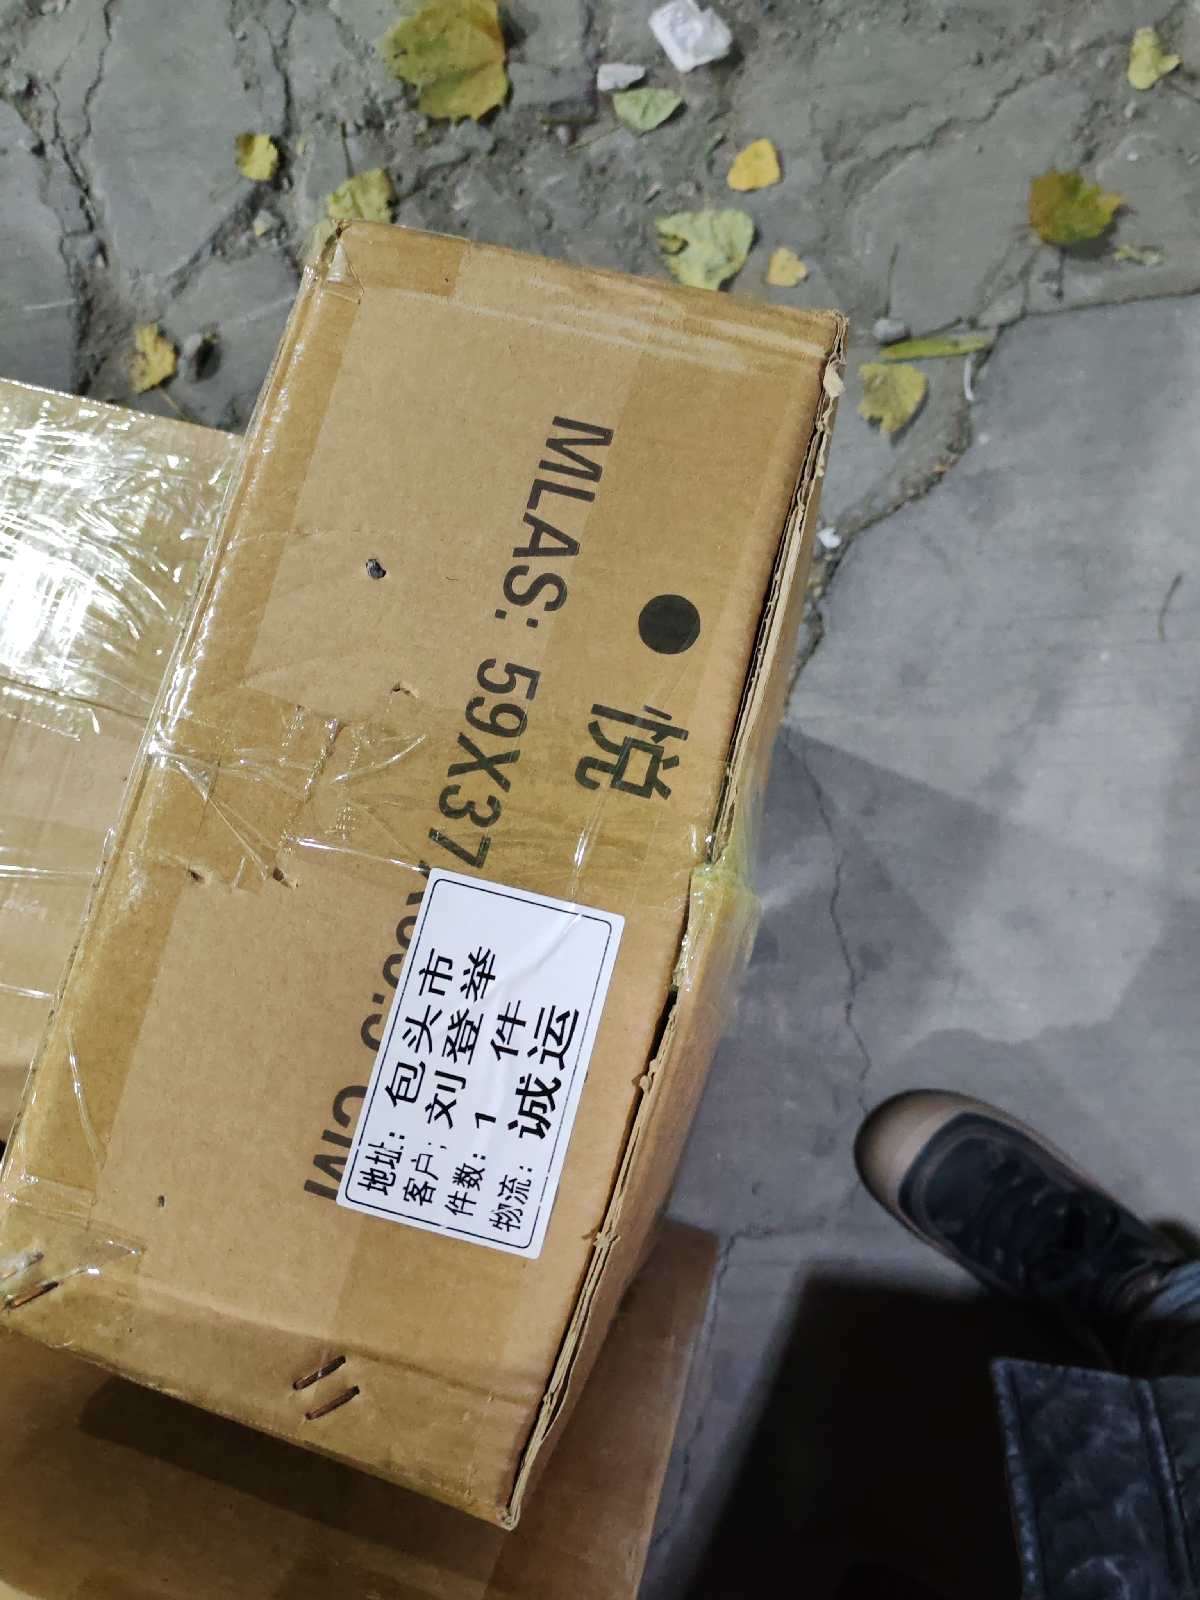 ● 悦
MLAS: 59X37
CM
地址: 包头市
客户: 刘登举
件数: 1 件
物流: 诚运